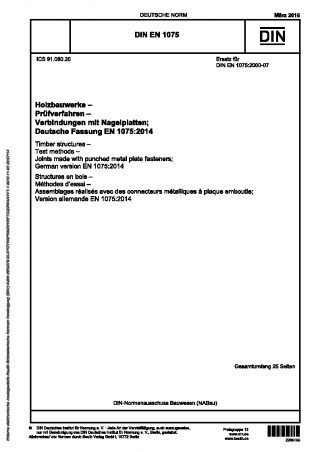 DEUTSCHE NORM
März 2015
DIN EN 1075
DIN
ICS 91.080.20
Ersatz für
DIN EN 1075:2000-07
Holzbauwerke –
Prüfverfahren –
Verbindungen mit Nagelplatten;
Deutsche Fassung EN 1075:2014
Timber structures –
Test methods –
Joints made with punched metal plate fasteners;
German version EN 1075:2014
Structures en bois –
Méthodes d'essai –
Assemblages réalisés avec des connecteurs métalliques à plaque emboutie;
Version allemande EN 1075:2014
Gesamtumfang 25 Seiten
DIN-Normenausschuss Bauwesen (NABau)
© DIN Deutsches Institut für Normung e. V. · Jede Art der Vervielfältigung, auch auszugsweise,
nur mit Genehmigung des DIN Deutsches Institut für Normung e. V., Berlin, gestattet.
Alleinverkauf der Normen durch Beuth Verlag GmbH, 10772 Berlin
Preisgruppe 13
www.din.de
www.beuth.de